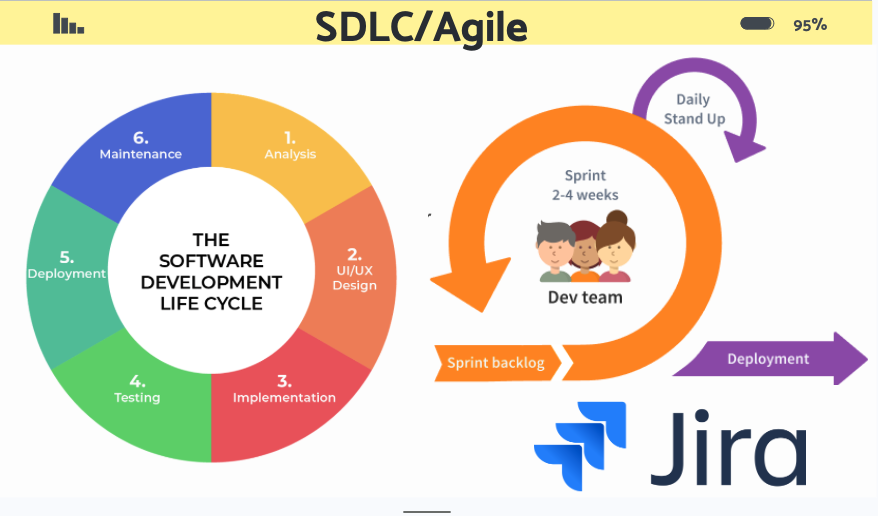 SDLC/Agile
95%
1.
Analysis
2.
UI/UX
Design
3.
Implementation
4.
Testing
5.
Deployment
6.
Maintenance
THE
SOFTWARE
DEVELOPMENT
LIFE CYCLE
Daily
Stand Up
Sprint
2-4 weeks
Dev team
Sprint backlog
Deployment
Jira